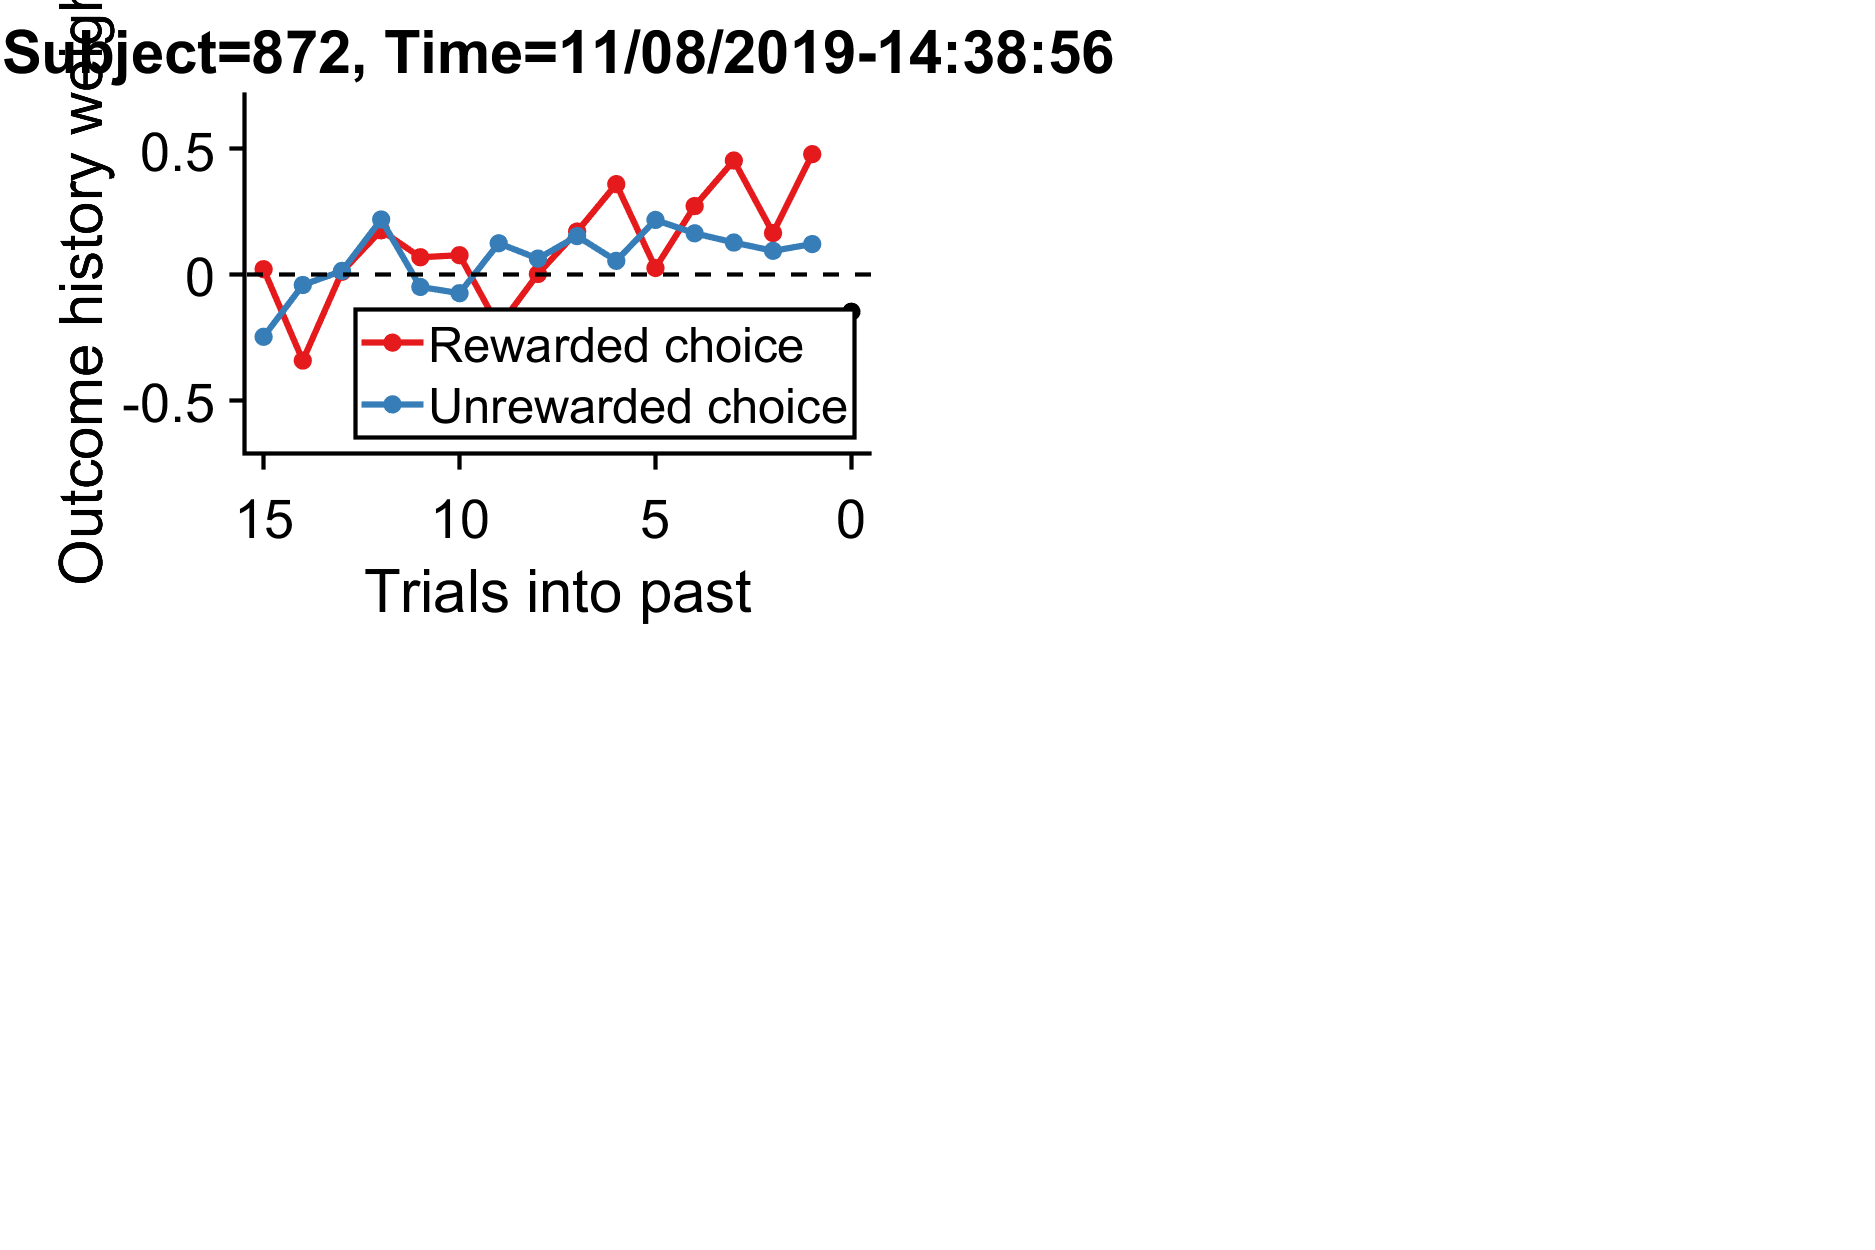 Subject=872, Time=11/08/2019-14:38:56
Outcome history
0.5
0
-0.5
Rewarded choice
Unrewarded choice
15 10 5 0
Trials into past